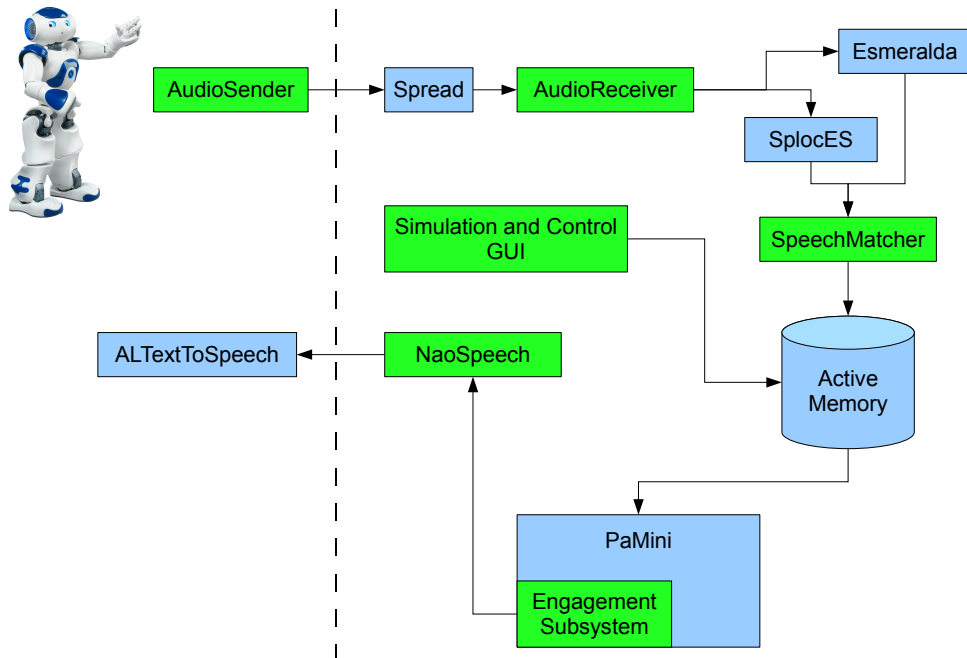 Esmeralda
AudioSender
Spread
AudioReceiver
SplocES
Simulation and Control
GUI
SpeechMatcher
ALTextToSpeech
NaoSpeech
Active
Memory
PaMini
Engagement
Subsystem